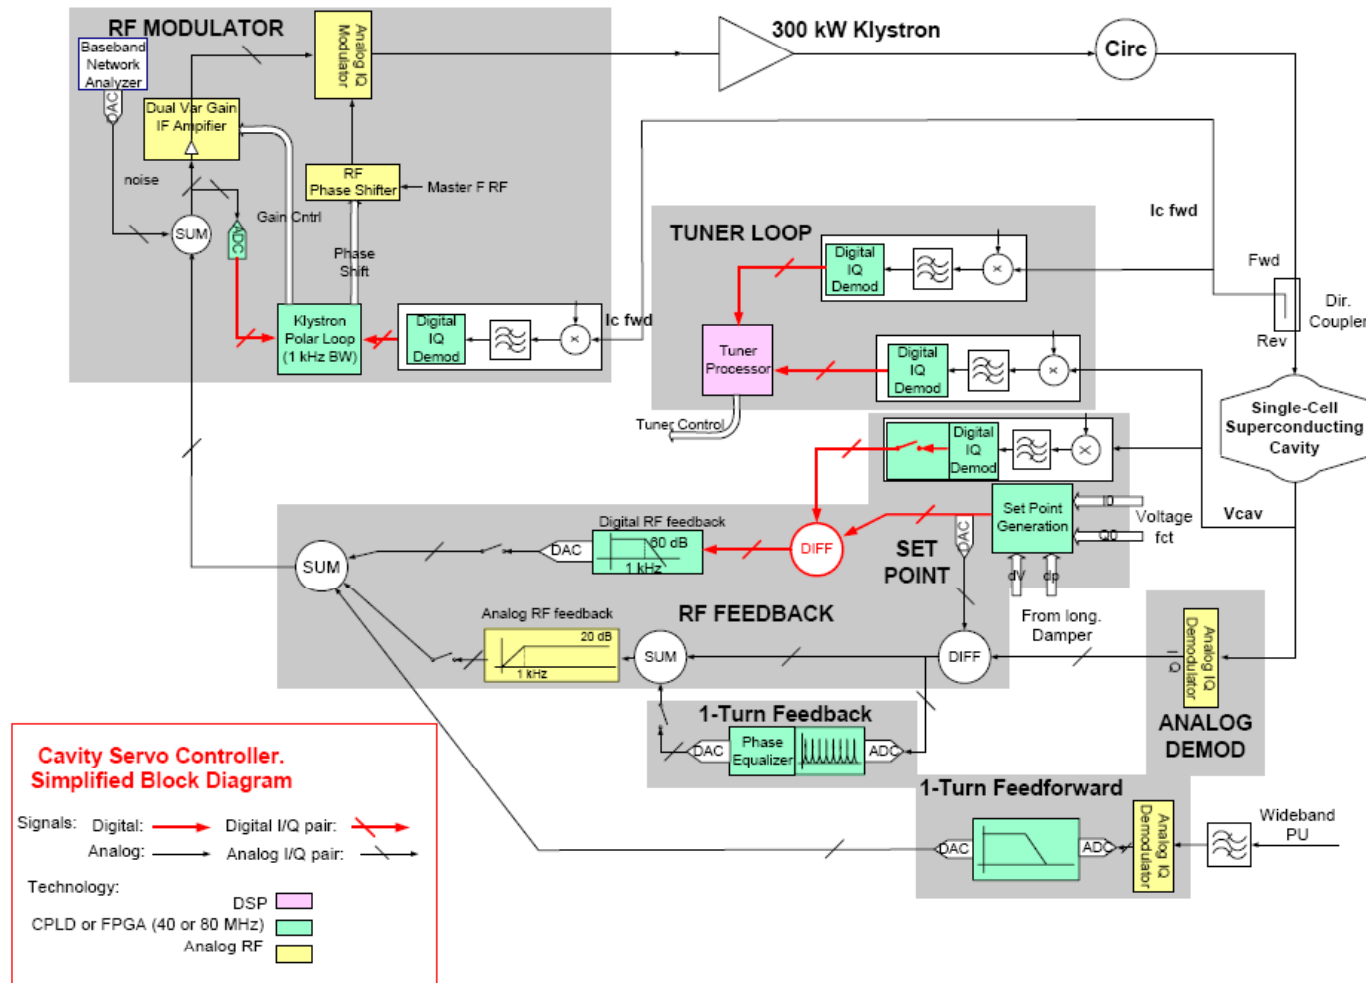 RF MODULATOR
Baseband
Network
Analyzer
DAC
Dual Var Gain
IF Ampifier
Analog IQ
Modulator
300 kW Klystron
Circ
noise
SUM
ADC
Gain Cntrl
RF
Phase Shifter
Master F RF
Phase
Shift
Klystron
Polar Loop
(1 kHz BW)
Digital
IQ
Demod
X
Ic fwd
TUNER LOOP
Digital
IQ
Demod
X
Tuner
Processor
Digital
IQ
Demod
X
Tuner Control
Ic fwd
Fwd
Dir.
Coupler
Rev
Single-Cell
Superconducting
Cavity
Digital
IQ
Demod
X
Set Point
Generation
I0
Q0
Voltage
fct
Vcav
dV
dp
DAC
SET
POINT
From long.
Damper
Digital RF feedback
60 dB
1 kHz
DAC
DIFF
SUM
RF FEEDBACK
Analog RF feedback
20 dB
1 kHz
SUM
DIFF
I
Q
Analog IQ
Demodulator
ANALOG
DEMOD
1-Turn Feedback
DAC
Phase
Equalizer
ADC
1-Turn Feedforward
DAC
ADC
Analog IQ
Demodulator
Wideband
PU
Cavity Servo Controller.
Simplified Block Diagram
Signals:
Digital:
Digital I/Q pair:
Analog:
Analog I/Q pair:
Technology:
DSP
CPLD or FPGA (40 or 80 MHz)
Analog RF